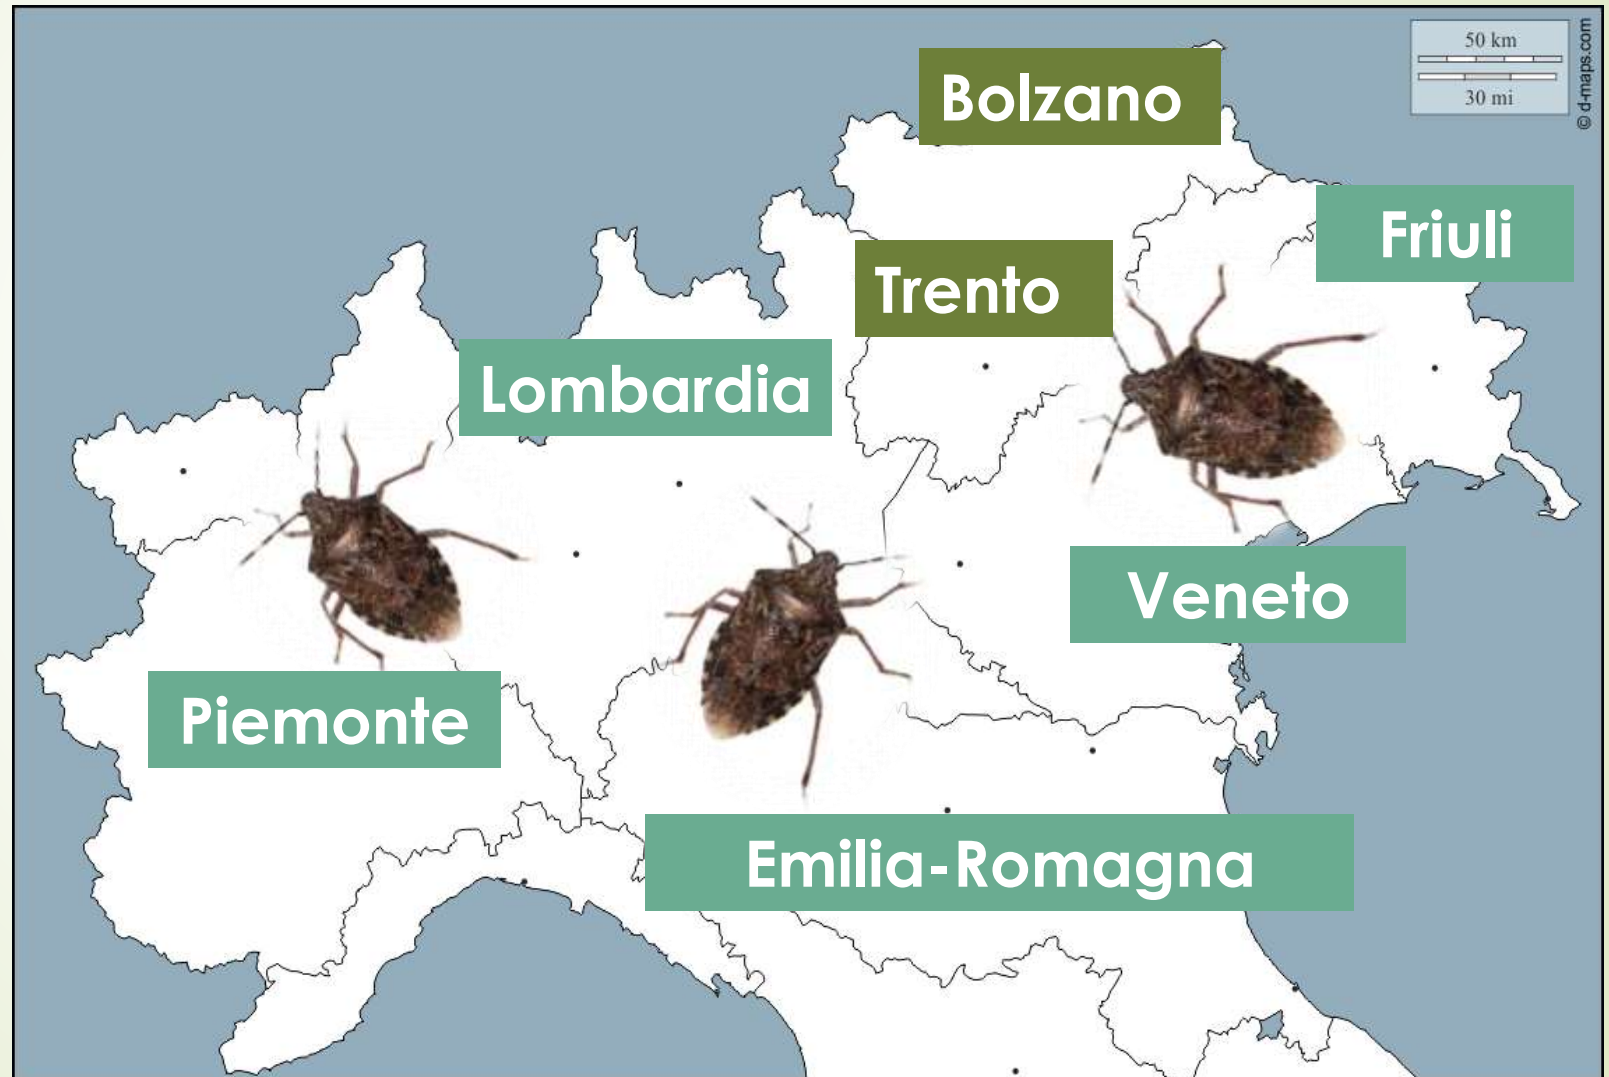 50 km
30 mi
© d-maps.com
Bolzano
Friuli
Trento
Lombardia
Veneto
Piemonte
Emilia-Romagna